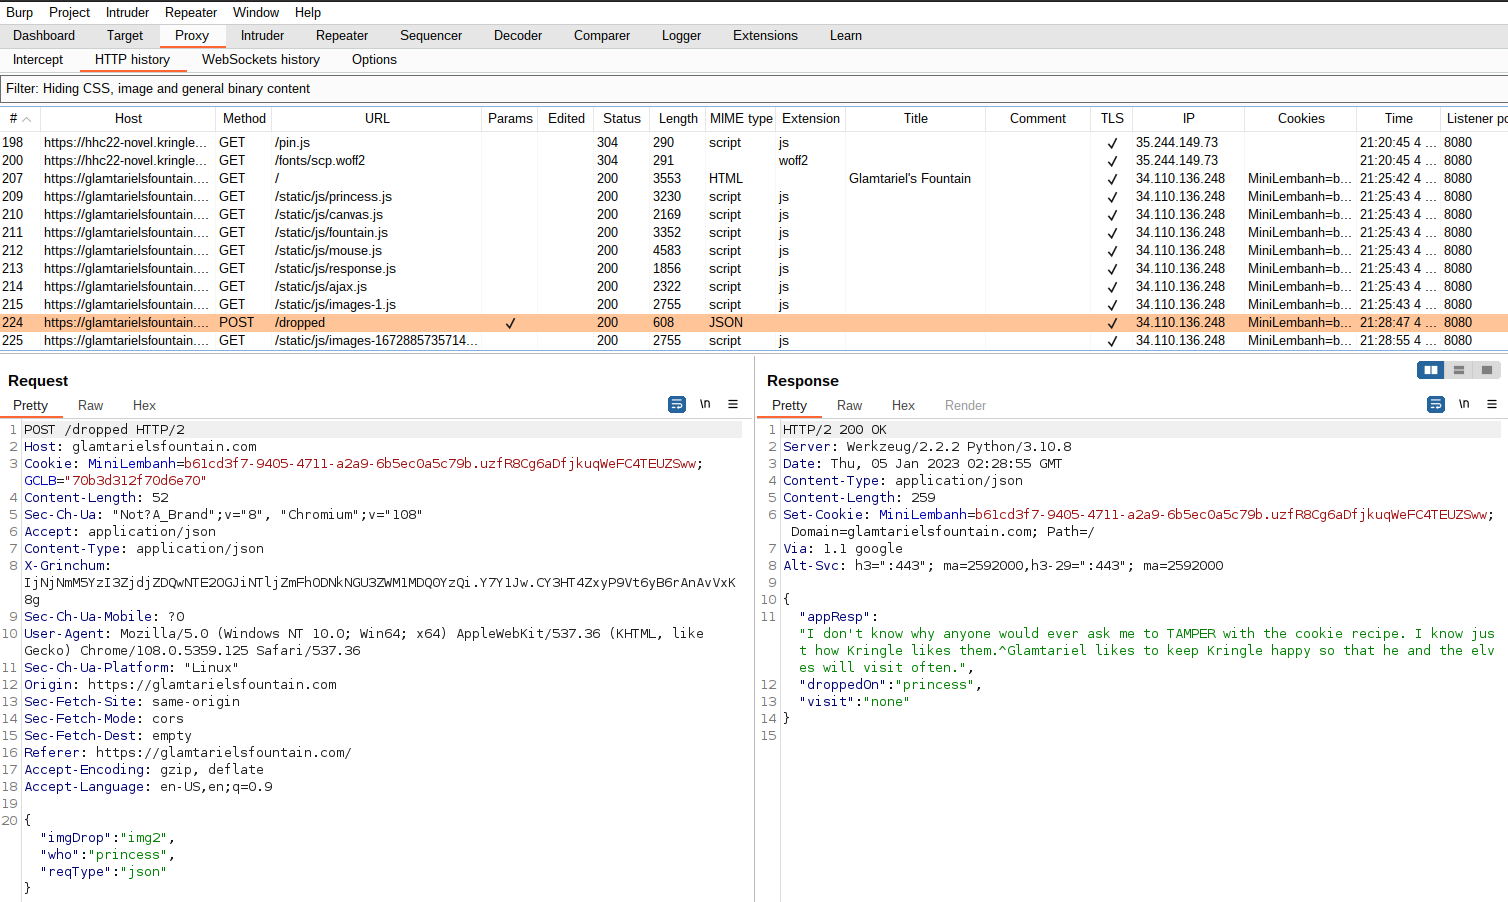 Burp Project Intruder Repeater Window Help
Dashboard Target Proxy Intruder Repeater Sequencer Decoder Comparer Logger Extensions Learn
Intercept HTTP history WebSockets history Options
Filter: Hiding CSS, image and general binary content
# Host Method URL Params Edited Status Length MIME type Extension Title Comment TLS IP Cookies Time Listener po
198 https://hhc22-novel.kringle... GET /pin.js 304 290 script js ✓ 35.244.149.73 21:20:45 4 ... 8080
200 https://hhc22-novel.kringle... GET /fonts/scp.woff2 304 291 woff2 ✓ 35.244.149.73 21:20:45 4 ... 8080
207 https://glamtarielsfountain.... GET / 200 3553 HTML Glamtariel's Fountain ✓ 34.110.136.248 MiniLembanh=b... 21:25:42 4 ... 8080
209 https://glamtarielsfountain.... GET /static/js/princess.js 200 3230 script js ✓ 34.110.136.248 MiniLembanh=b... 21:25:43 4 ... 8080
210 https://glamtarielsfountain.... GET /static/js/canvas.js 200 2169 script js ✓ 34.110.136.248 MiniLembanh=b... 21:25:43 4 ... 8080
211 https://glamtarielsfountain.... GET /static/js/fountain.js 200 3352 script js ✓ 34.110.136.248 MiniLembanh=b... 21:25:43 4 ... 8080
212 https://glamtarielsfountain.... GET /static/js/mouse.js 200 4583 script js ✓ 34.110.136.248 MiniLembanh=b... 21:25:43 4 ... 8080
213 https://glamtarielsfountain.... GET /static/js/response.js 200 1856 script js ✓ 34.110.136.248 MiniLembanh=b... 21:25:43 4 ... 8080
214 https://glamtarielsfountain.... GET /static/js/ajax.js 200 2322 script js ✓ 34.110.136.248 MiniLembanh=b... 21:25:43 4 ... 8080
215 https://glamtarielsfountain.... GET /static/js/images-1.js 200 2755 script js ✓ 34.110.136.248 MiniLembanh=b... 21:25:43 4 ... 8080
224 https://glamtarielsfountain.... POST /dropped ✓ 200 608 JSON ✓ 34.110.136.248 MiniLembanh=b... 21:28:47 4 ... 8080
225 https://glamtarielsfountain.... GET /static/js/images-1672885735714... 200 2755 script js ✓ 34.110.136.248 MiniLembanh=b... 21:28:55 4 ... 8080
Request
Pretty Raw Hex \n
1 POST /dropped HTTP/2
2 Host: glamtarielsfountain.com
3 Cookie: MiniLembanh=b61cd3f7-9405-4711-a2a9-6b5ec0a5c79b.uzfR8Cg6aDfjkuqWeFC4TEUZSww;
GCLB="70b3d312f70d6e70"
4 Content-Length: 52
5 Sec-Ch-Ua: "Not?A_Brand";v="8", "Chromium";v="108"
6 Accept: application/json
7 Content-Type: application/json
8 X-Grinchum:
IjNjNmM5YzI3ZjdjZDQwNTE2OGJiNTljZmFhODNkNGU3ZWM1MDQ0YzQi.Y7Y1Jw.CY3HT4ZxyP9Vt6yB6rAnAvVxK
8g
9 Sec-Ch-Ua-Mobile: ?0
10 User-Agent: Mozilla/5.0 (Windows NT 10.0; Win64; x64) AppleWebKit/537.36 (KHTML, like
Gecko) Chrome/108.0.5359.125 Safari/537.36
11 Sec-Ch-Ua-Platform: "Linux"
12 Origin: https://glamtarielsfountain.com
13 Sec-Fetch-Site: same-origin
14 Sec-Fetch-Mode: cors
15 Sec-Fetch-Dest: empty
16 Referer: https://glamtarielsfountain.com/
17 Accept-Encoding: gzip, deflate
18 Accept-Language: en-US,en;q=0.9
19
20 {
"imgDrop":"img2",
"who":"princess",
"reqType":"json"
}
Response
Pretty Raw Hex Render \n
1 HTTP/2 200 OK
2 Server: Werkzeug/2.2.2 Python/3.10.8
3 Date: Thu, 05 Jan 2023 02:28:55 GMT
4 Content-Type: application/json
5 Content-Length: 259
6 Set-Cookie: MiniLembanh=b61cd3f7-9405-4711-a2a9-6b5ec0a5c79b.uzfR8Cg6aDfjkuqWeFC4TEUZSww;
Domain=glamtarielsfountain.com; Path=/
7 Via: 1.1 google
8 Alt-Svc: h3=":443"; ma=2592000,h3-29=":443"; ma=2592000
9
10 {
11 "appResp":
"I don't know why anyone would ever ask me to TAMPER with the cookie recipe. I know jus
t how Kringle likes them.^Glamtariel likes to keep Kringle happy so that he and the elv
es will visit often.",
12 "droppedOn":"princess",
13 "visit":"none"
14 }
15